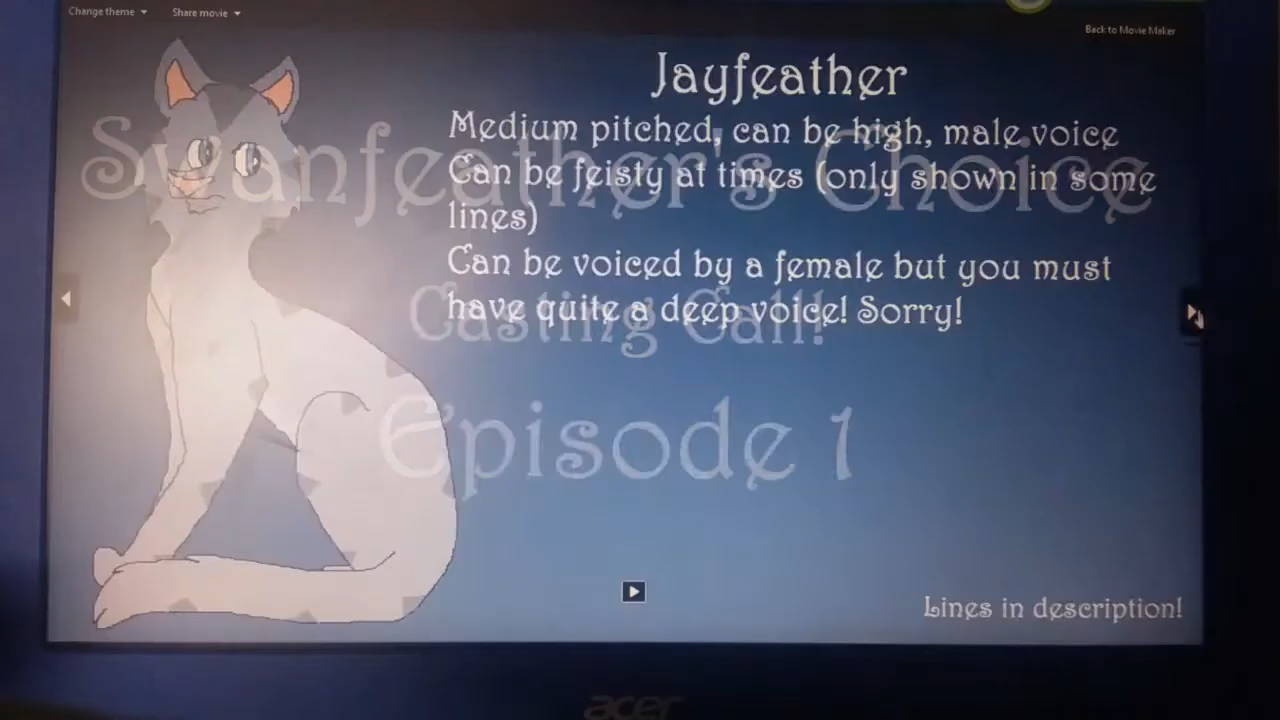 Change theme
Share movie
Back to Movie Maker
Jayfeather
Medium pitched, can be high, male voice
Swanfeather's Choice
Can be feisty at times (only shown in some
lines)
Can be voiced by a female but you must
have quite a deep voice! Sorry!
Casting Call!
Episode 1
Lines in description!
acer